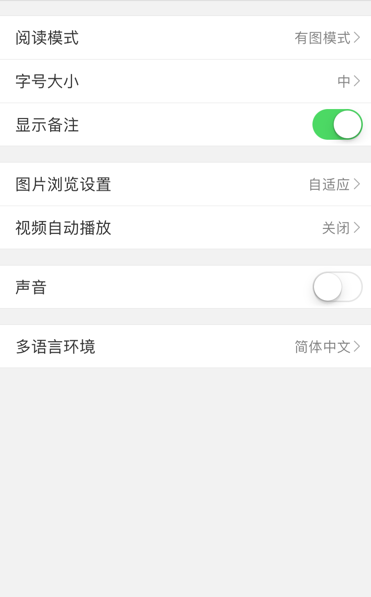 阅读模式 有图模式
字号大小 中
显示备注
图片浏览设置 自适应
视频自动播放 关闭
声音
多语言环境 简体中文